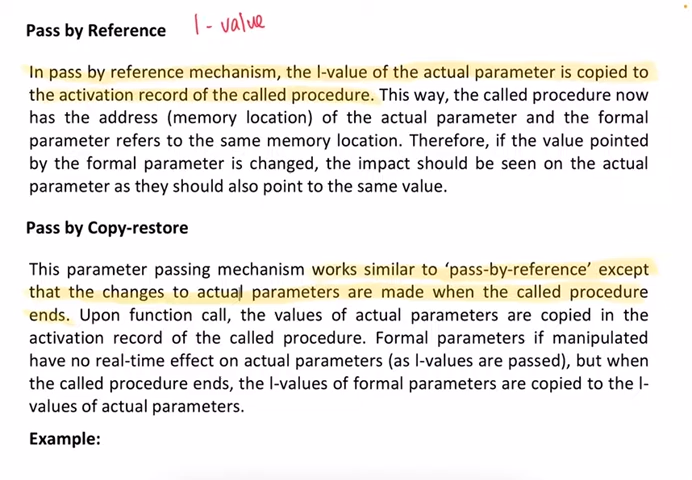 Pass by Reference l - value
In pass by reference mechanism, the l-value of the actual parameter is copied to
the activation record of the called procedure. This way, the called procedure now
has the address (memory location) of the actual parameter and the formal
parameter refers to the same memory location. Therefore, if the value pointed
by the formal parameter is changed, the impact should be seen on the actual
parameter as they should also point to the same value.
Pass by Copy-restore
This parameter passing mechanism works similar to ‘pass-by-reference’ except
that the changes to actual parameters are made when the called procedure
ends. Upon function call, the values of actual parameters are copied in the
activation record of the called procedure. Formal parameters if manipulated
have no real-time effect on actual parameters (as l-values are passed), but when
the called procedure ends, the l-values of formal parameters are copied to the l-
values of actual parameters.
Example: